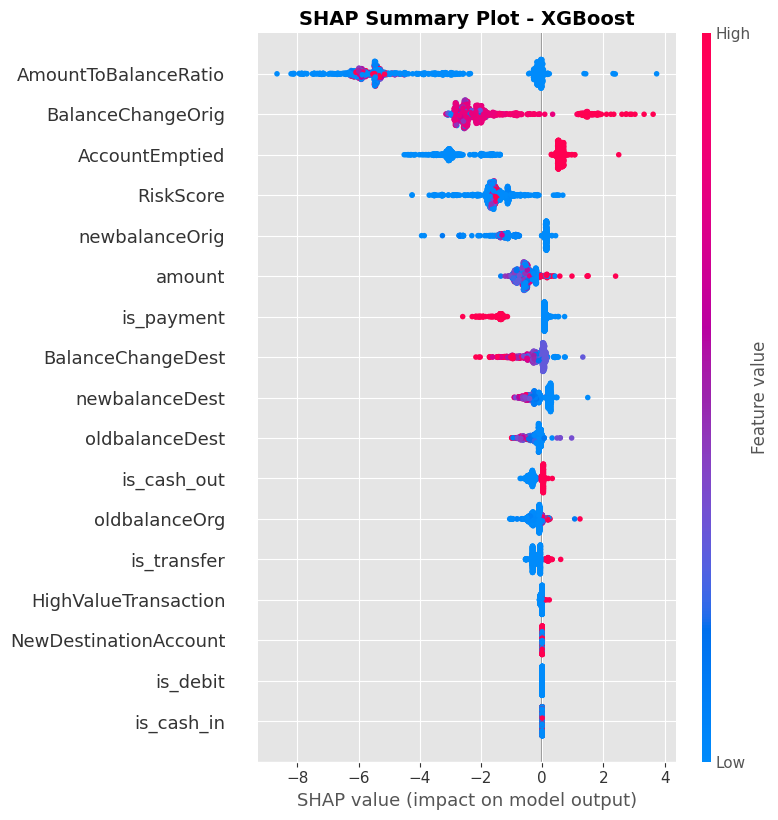 SHAP Summary Plot - XGBoost
High
AmountToBalanceRatio
BalanceChangeOrig
AccountEmptied
RiskScore
newbalanceOrig
amount
is_payment
BalanceChangeDest
newbalanceDest
oldbalanceDest
is_cash_out
oldbalanceOrg
is_transfer
HighValueTransaction
NewDestinationAccount
is_debit
is_cash_in
Feature value
Low
−8 −6 −4 −2 0 2 4
SHAP value (impact on model output)